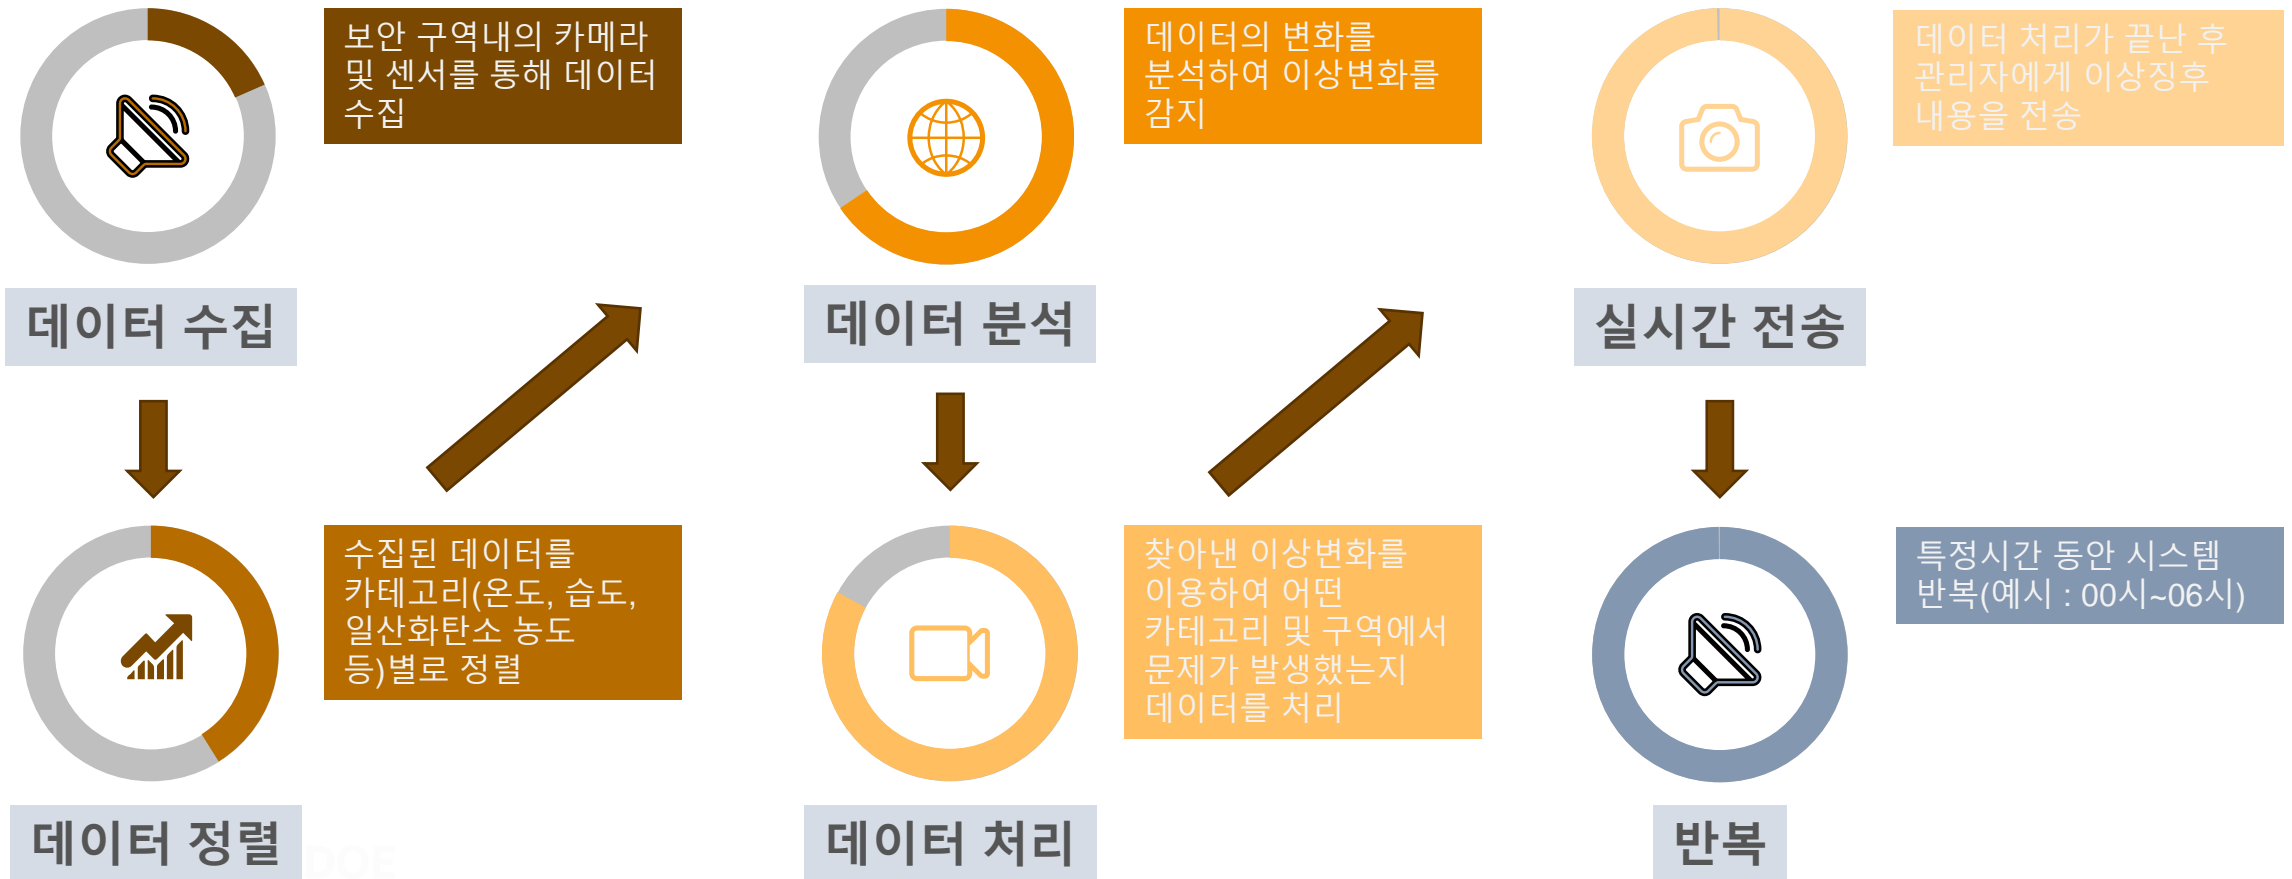 보안 구역내의 카메라
및 센서를 통해 데이터
수집
데이터 수집
수집된 데이터를
카테고리(온도, 습도,
일산화탄소 농도
등)별로 정렬
데이터 정렬
DOE
데이터의 변화를
분석하여 이상변화를
감지
데이터 분석
찾아낸 이상변화를
이용하여 어떤
카테고리 및 구역에서
문제가 발생했는지
데이터를 처리
데이터 처리
데이터 처리가 끝난 후
관리자에게 이상징후
내용을 전송
실시간 전송
특정시간 동안 시스템
반복(예시 : 00시~06시)
반복